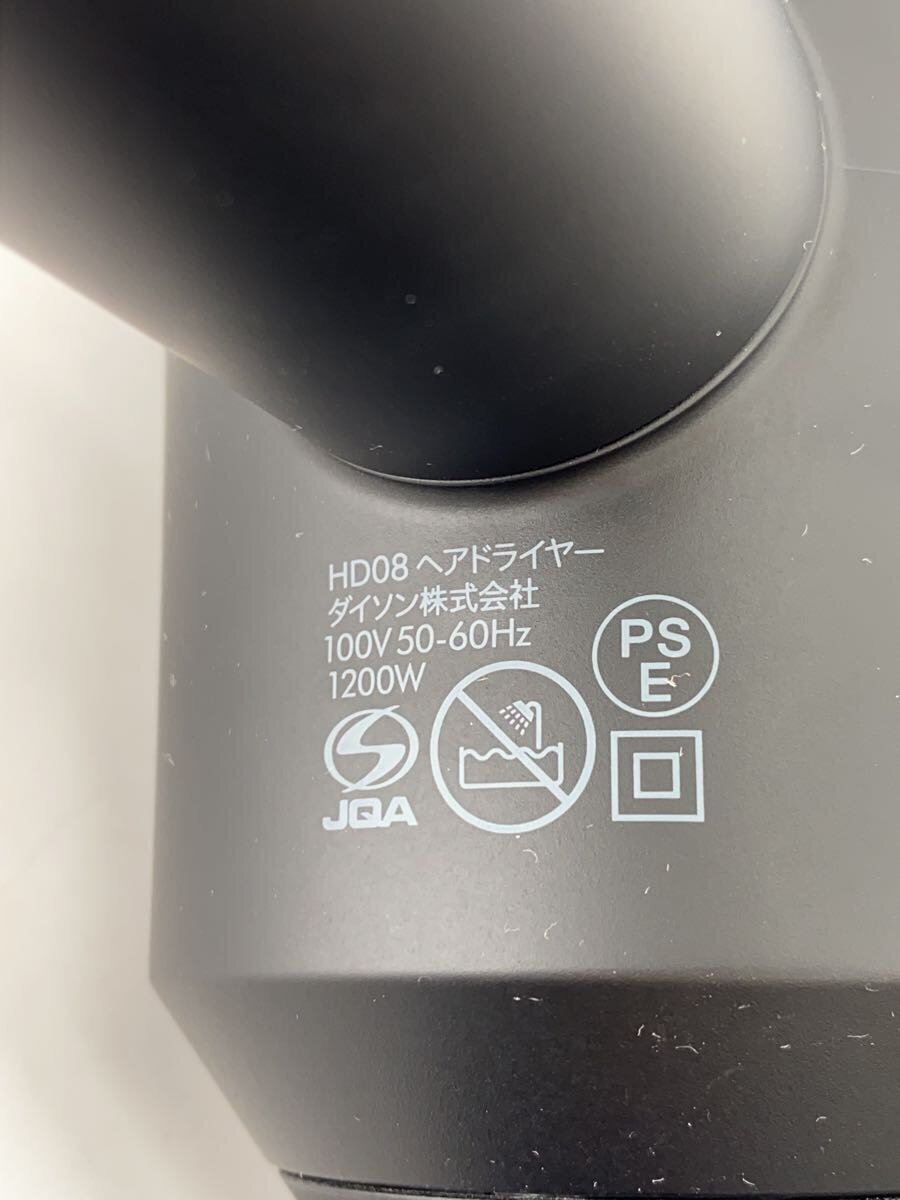 HD08 ヘアドライヤー
ダイソン株式会社
100V 50-60Hz
1200W
PS
E
JQA